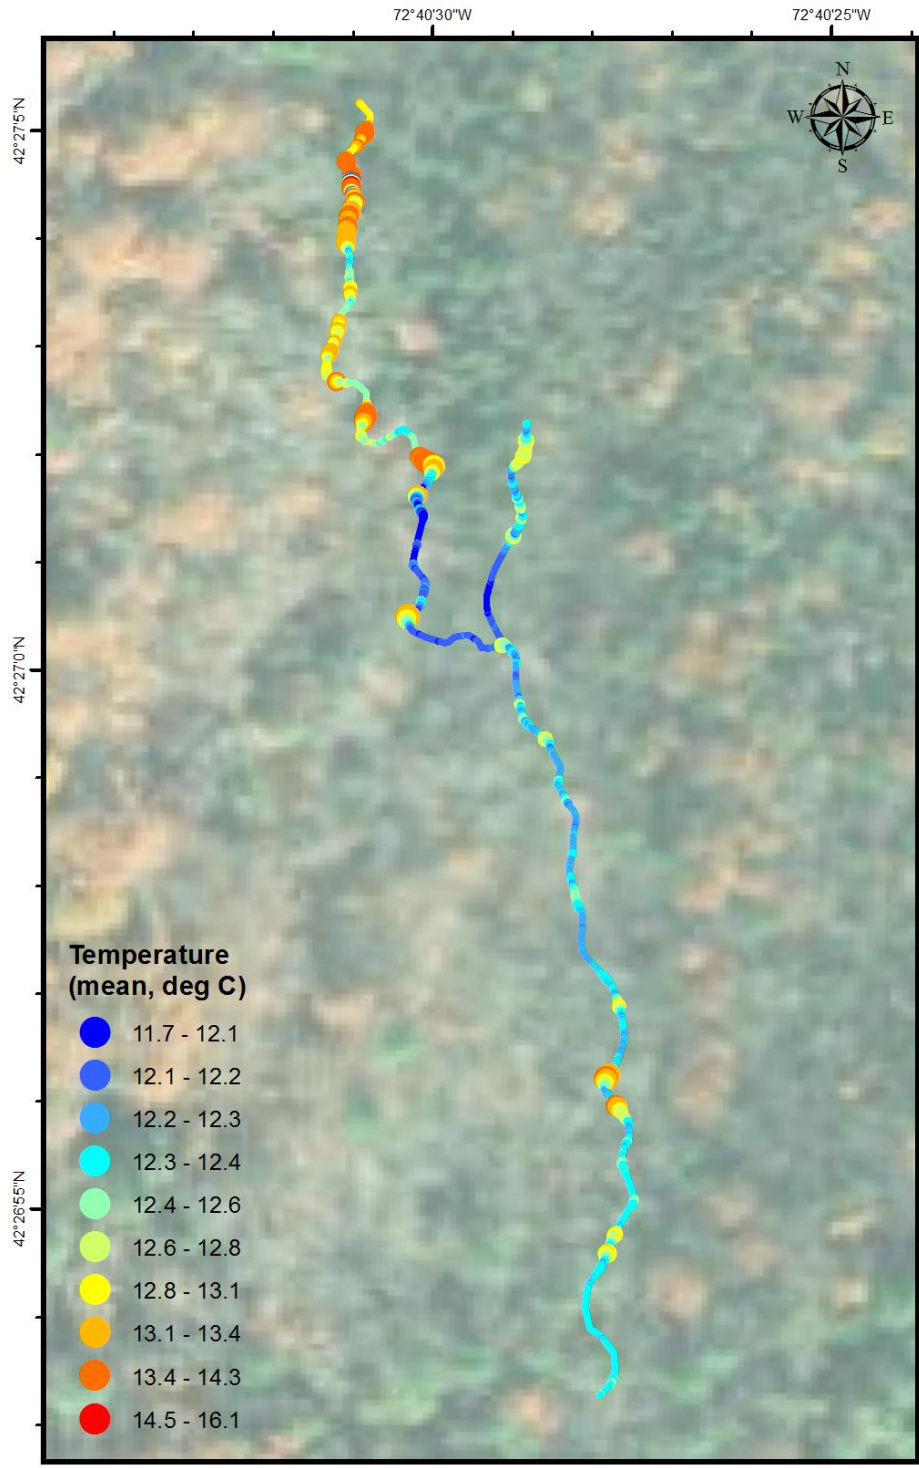 72°40'30"W
72°40'25"W
N
W
E
S
42°27'5"N
42°27'0"N
42°26'55"N
Temperature
(mean, deg C)
11.7 - 12.1
12.1 - 12.2
12.2 - 12.3
12.3 - 12.4
12.4 - 12.6
12.6 - 12.8
12.8 - 13.1
13.1 - 13.4
13.4 - 14.3
14.5 - 16.1